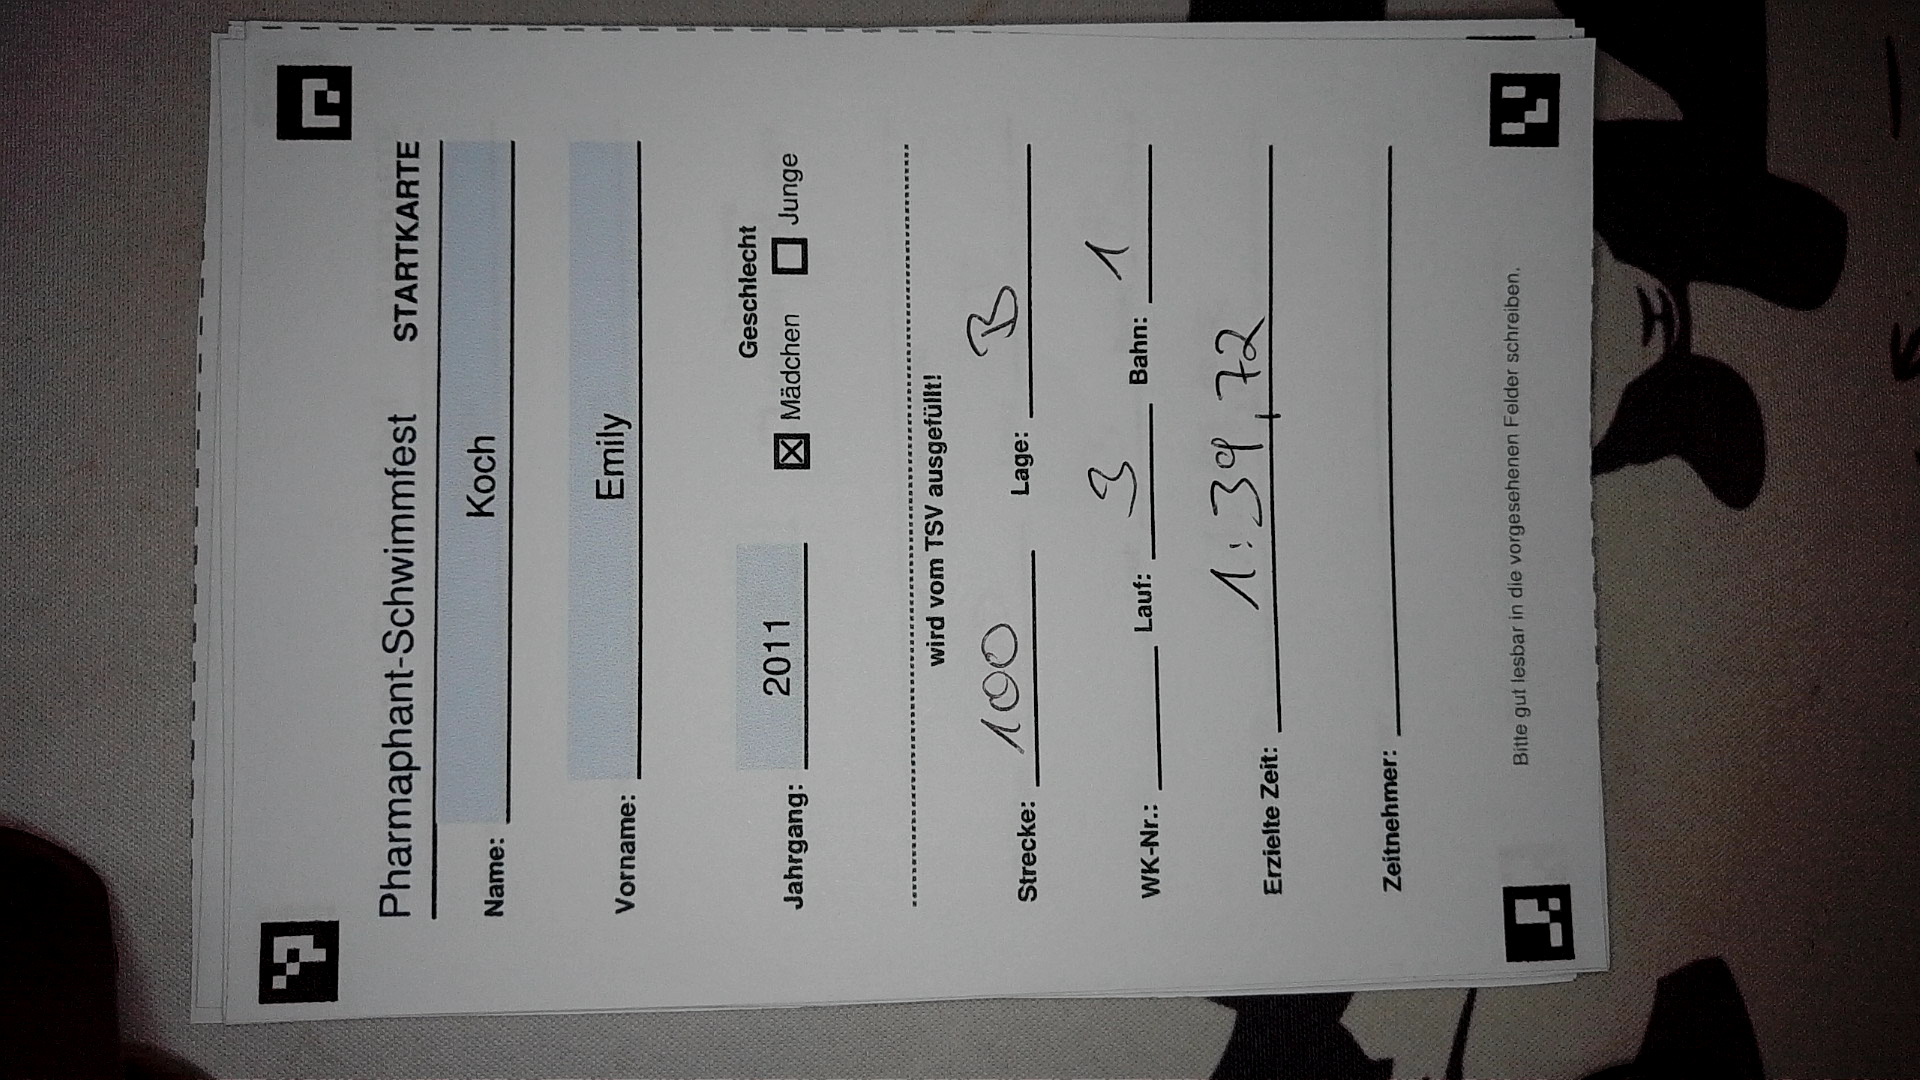 Pharmaphant-Schwimmfest STARTKARTE
Name: Koch
Vorname: Emily
Geschlecht
Jahrgang: 2011 ☒ Mädchen ☐ Junge
wird vom TSV ausgefüllt!
Strecke: 100 Lage: B
WK-Nr.: Lauf: 3 Bahn: 1
Erzielte Zeit: 1:39,72
Zeitnehmer:
Bitte gut lesbar in die vorgesehenen Felder schreiben.